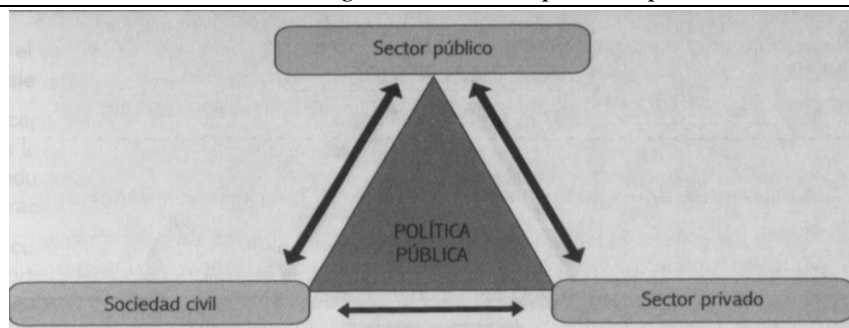 Sector público
POLÍTICA
PÚBLICA
Sociedad civil
Sector privado